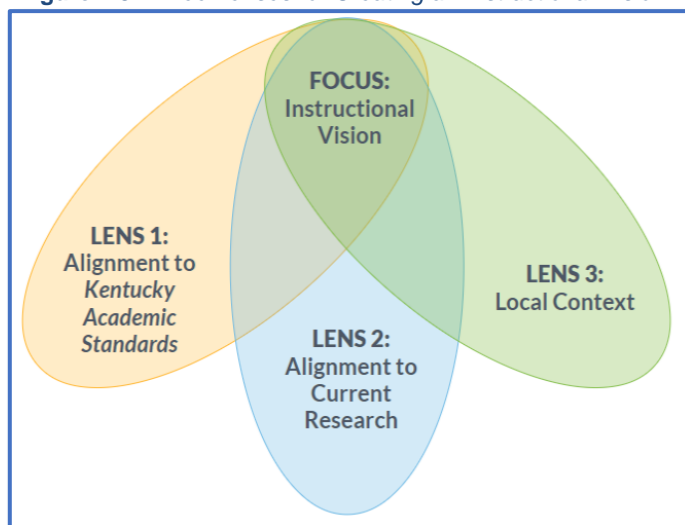 FOCUS:
Instructional
Vision
LENS 1:
Alignment to
Kentucky
Academic
Standards
LENS 2:
Alignment to
Current
Research
LENS 3:
Local Context